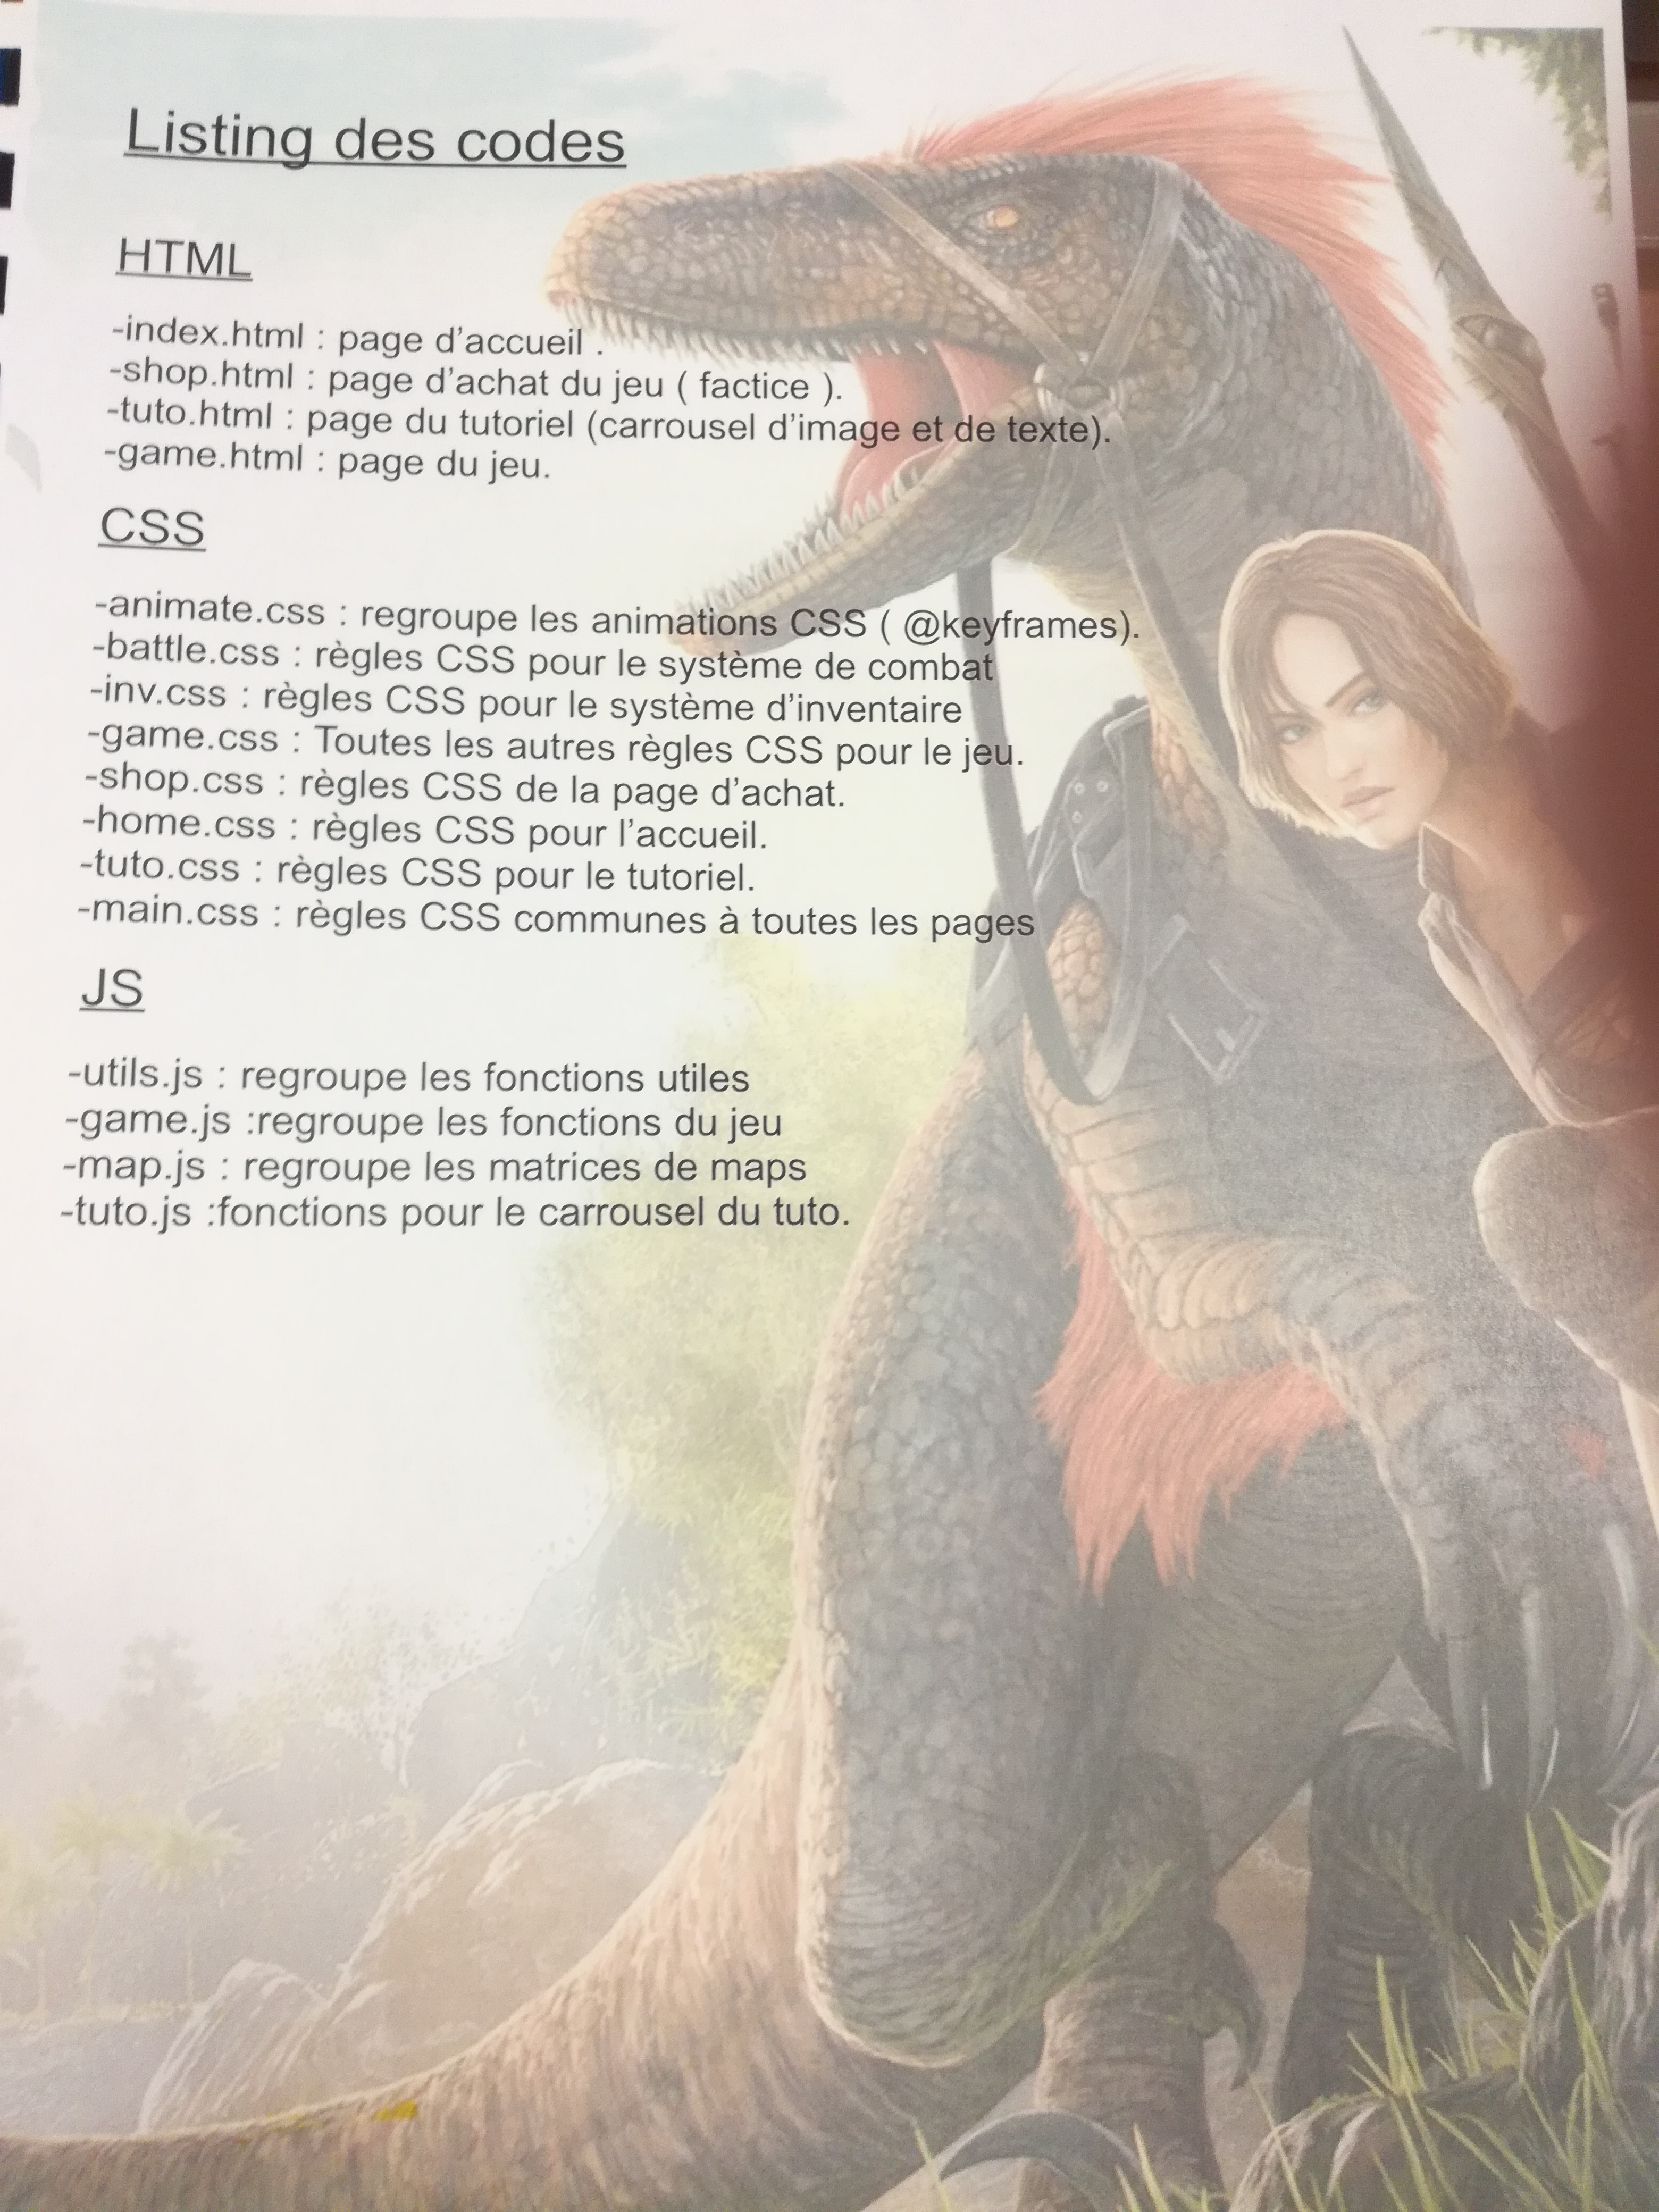 Listing des codes
HTML
-index.html : page d’accueil .
-shop.html : page d’achat du jeu ( factice ).
-tuto.html : page du tutoriel (carrousel d’image et de texte).
-game.html : page du jeu.
CSS
-animate.css : regroupe les animations CSS ( @keyframes).
-battle.css : règles CSS pour le système de combat
-inv.css : règles CSS pour le système d’inventaire
-game.css : Toutes les autres règles CSS pour le jeu.
-shop.css : règles CSS de la page d’achat.
-home.css : règles CSS pour l’accueil.
-tuto.css : règles CSS pour le tutoriel.
-main.css : règles CSS communes à toutes les pages
JS
-utils.js : regroupe les fonctions utiles
-game.js :regroupe les fonctions du jeu
-map.js : regroupe les matrices de maps
-tuto.js :fonctions pour le carrousel du tuto.